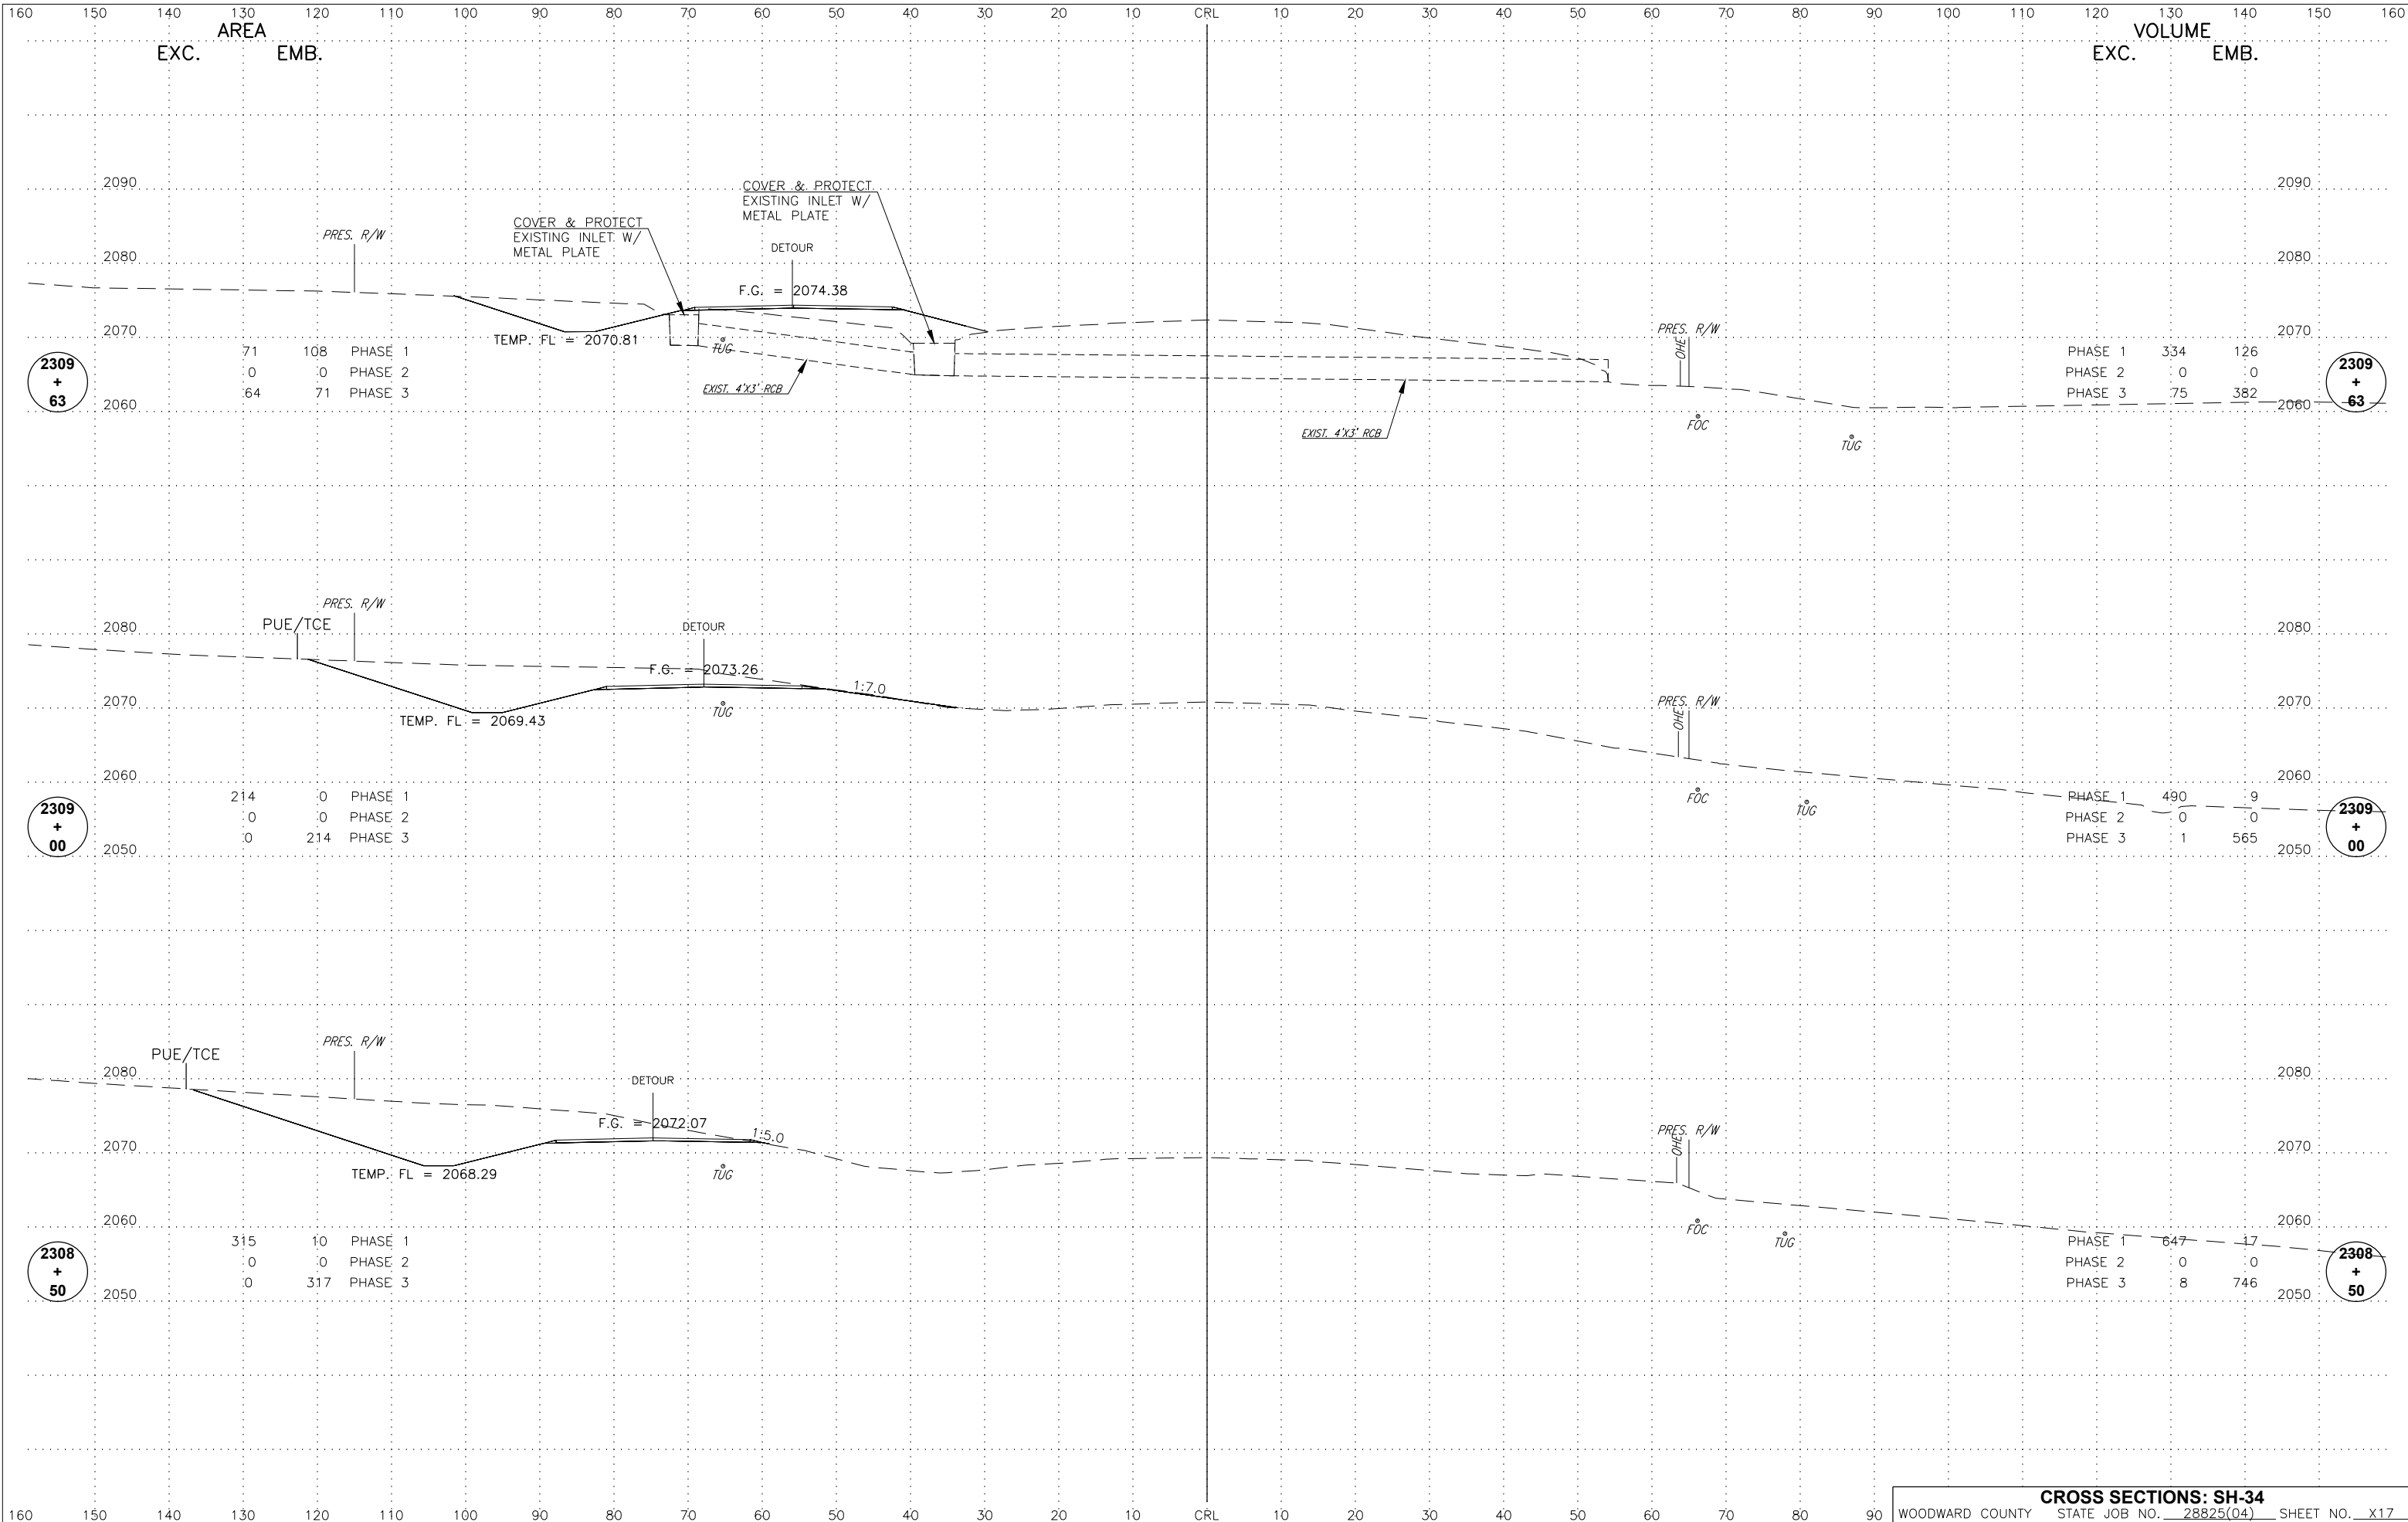 160 150 140 130 120 110 100 90 80 70 60 50 40 30 20 10 CRL 10 20 30 40 50 60 70 80 90 100 110 120 130 140 150 160
AREA
EXC. EMB.
VOLUME
EXC. EMB.
2090 2090
COVER & PROTECT
EXISTING INLET W/
METAL PLATE
COVER & PROTECT
EXISTING INLET W/
METAL PLATE
PRES. R/W
DETOUR
2080 2080
F.G. = 2074.38
2070 2070
TEMP. FL = 2070.81
TUG
PRES. R/W
OHE
71 108 PHASE 1
0 0 PHASE 2
64 71 PHASE 3
2309
+
63
EXIST. 4'X3' RCB
EXIST. 4'X3' RCB
PHASE 1 334 126
PHASE 2 0 0
PHASE 3 75 382
2309
+
63
2060 2060
FOC
TUG
PRES. R/W
PUE/TCE
DETOUR
2080 2080
F.G. = 2073.26
1:7.0
2070 2070
TEMP. FL = 2069.43
TUG
PRES. R/W
OHE
2060 2060
FOC
TUG
214 0 PHASE 1
0 0 PHASE 2
0 214 PHASE 3
2309
+
00
PHASE 1 490 9
PHASE 2 0 0
PHASE 3 1 565
2309
+
00
2050 2050
PRES. R/W
PUE/TCE
DETOUR
2080 2080
F.G. = 2072.07
1:5.0
2070 2070
TEMP. FL = 2068.29
TUG
PRES. R/W
OHE
2060 2060
FOC
TUG
315 10 PHASE 1
0 0 PHASE 2
0 317 PHASE 3
2308
+
50
PHASE 1 647 17
PHASE 2 0 0
PHASE 3 8 746
2308
+
50
2050 2050
160 150 140 130 120 110 100 90 80 70 60 50 40 30 20 10 CRL 10 20 30 40 50 60 70 80 90
CROSS SECTIONS: SH-34
WOODWARD COUNTY STATE JOB NO. 28825(04) SHEET NO. X17